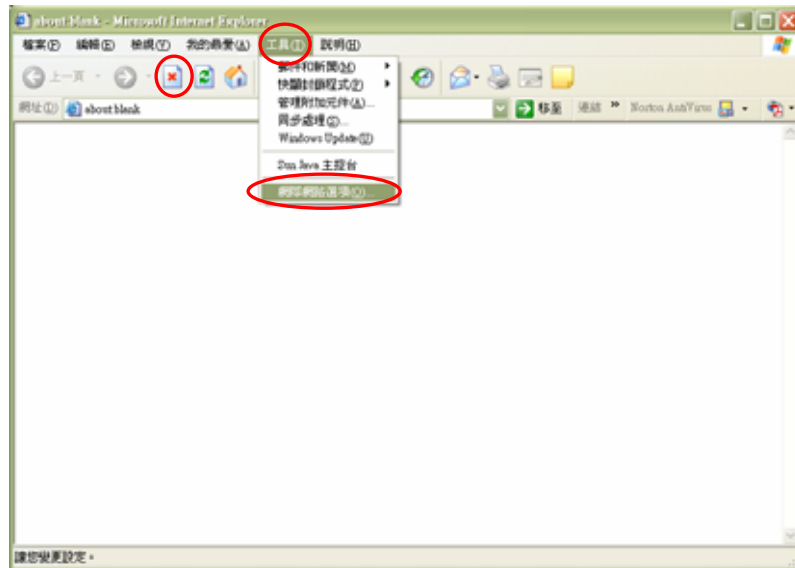 about:blank - Microsoft Internet Explorer
檔案(F) 編輯(E) 檢視(V) 我的最愛(A) 工具(T) 說明(H)
上一頁
郵件和新聞(M)
快顯封鎖程式(P)
管理附加元件(A)...
同步處理(S)...
Windows Update(U)
Sun Java 主控台
網際網路選項(O)...
網址(D) about:blank 移至 連結 » Norton AntiVirus
讓您變更設定。